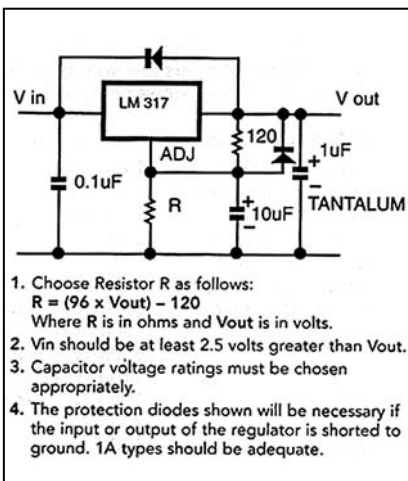 V in
LM 317
V out
ADJ
120
0.1uF
R
10uF
1uF
TANTALUM
1. Choose Resistor R as follows:
R = (96 x Vout) – 120
Where R is in ohms and Vout is in volts.
2. Vin should be at least 2.5 volts greater than Vout.
3. Capacitor voltage ratings must be chosen
appropriately.
4. The protection diodes shown will be necessary if
the input or output of the regulator is shorted to
ground. 1A types should be adequate.